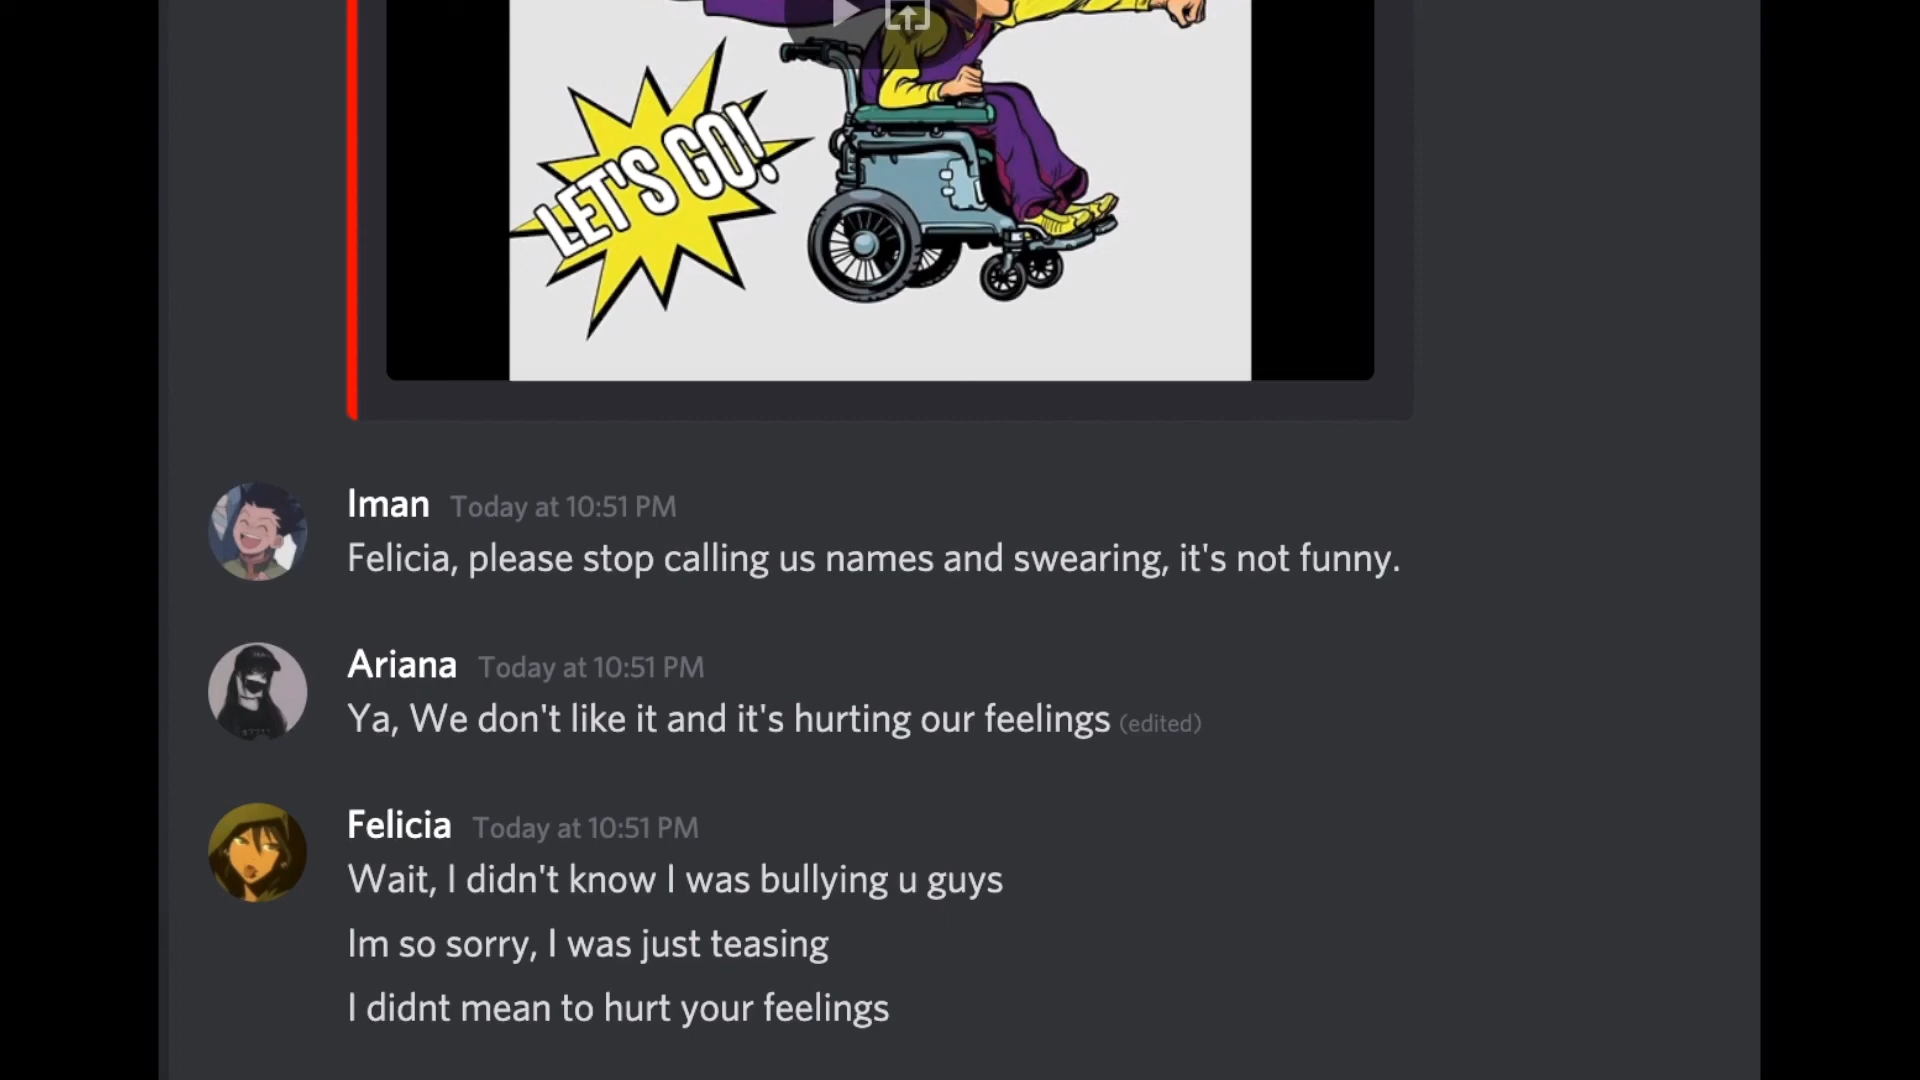 LET'S GO!
Iman Today at 10:51 PM
Felicia, please stop calling us names and swearing, it's not funny.
Ariana Today at 10:51 PM
Ya, We don't like it and it's hurting our feelings (edited)
Felicia Today at 10:51 PM
Wait, I didn't know I was bullying u guys
Im so sorry, I was just teasing
I didnt mean to hurt your feelings